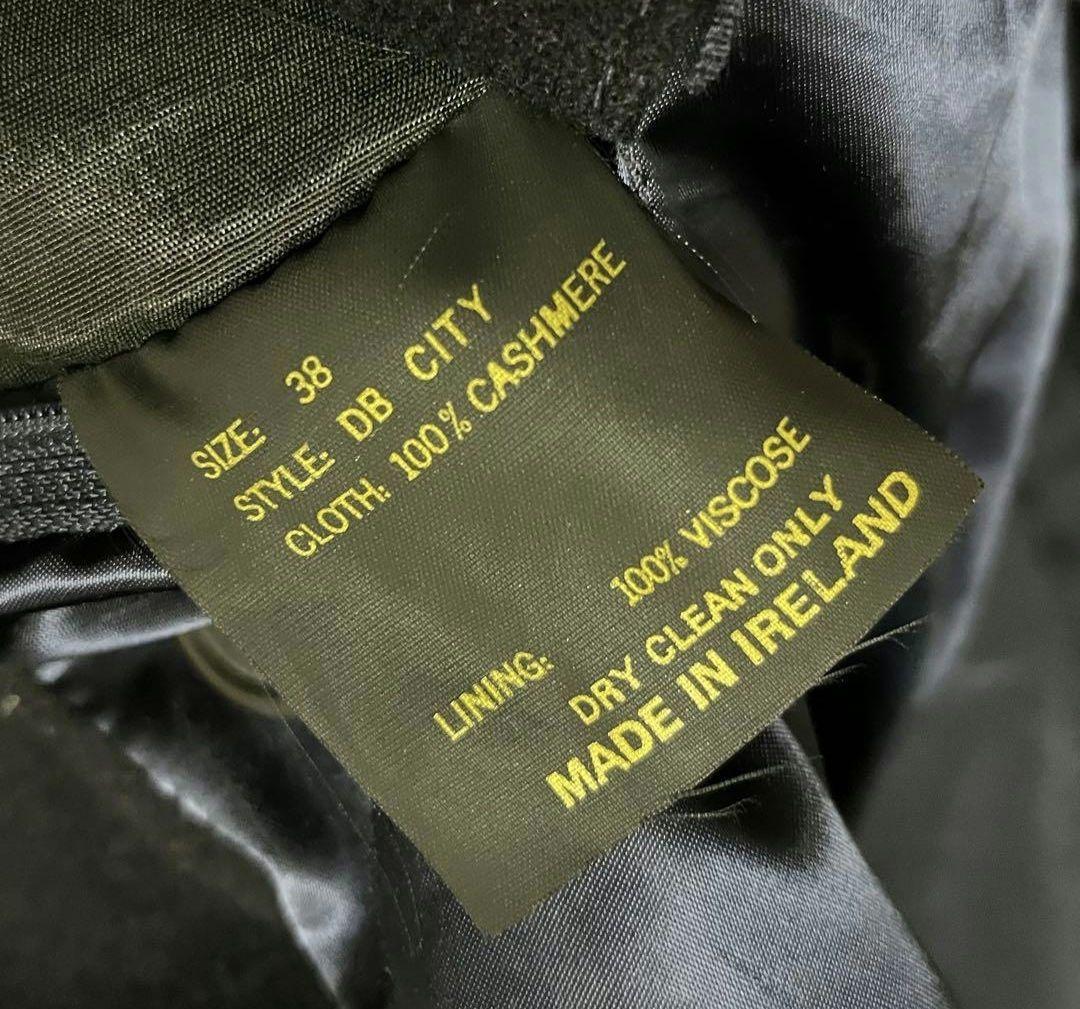 SIZE: 38
STYLE: DB CITY
CLOTH: 100% CASHMERE
LINING: 100% VISCOSE
DRY CLEAN ONLY
MADE IN IRELAND